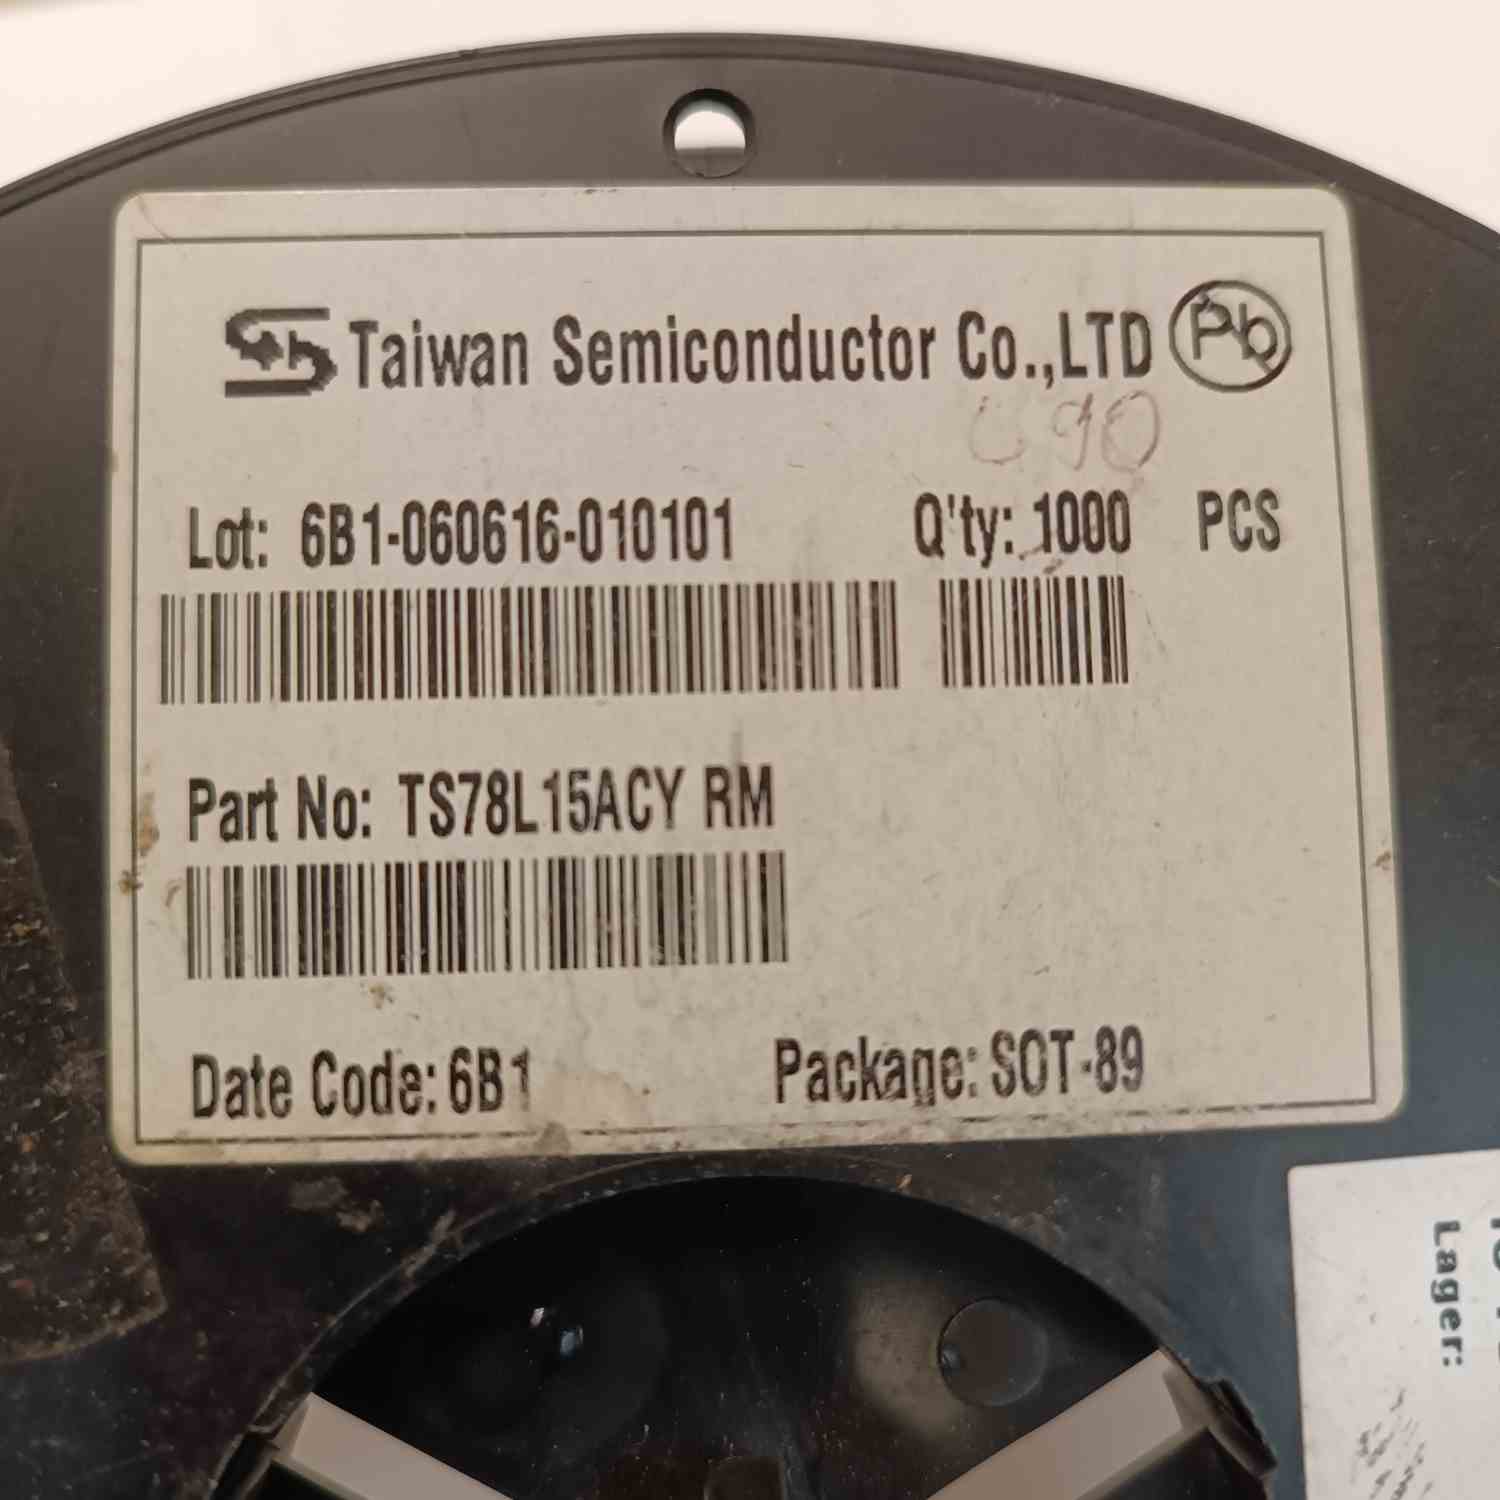 Taiwan Semiconductor Co.,LTD Pb
690
Lot: 6B1-060616-010101 Q'ty: 1000 PCS
Part No: TS78L15ACY RM
Date Code: 6B1 Package: SOT-89
Lager: